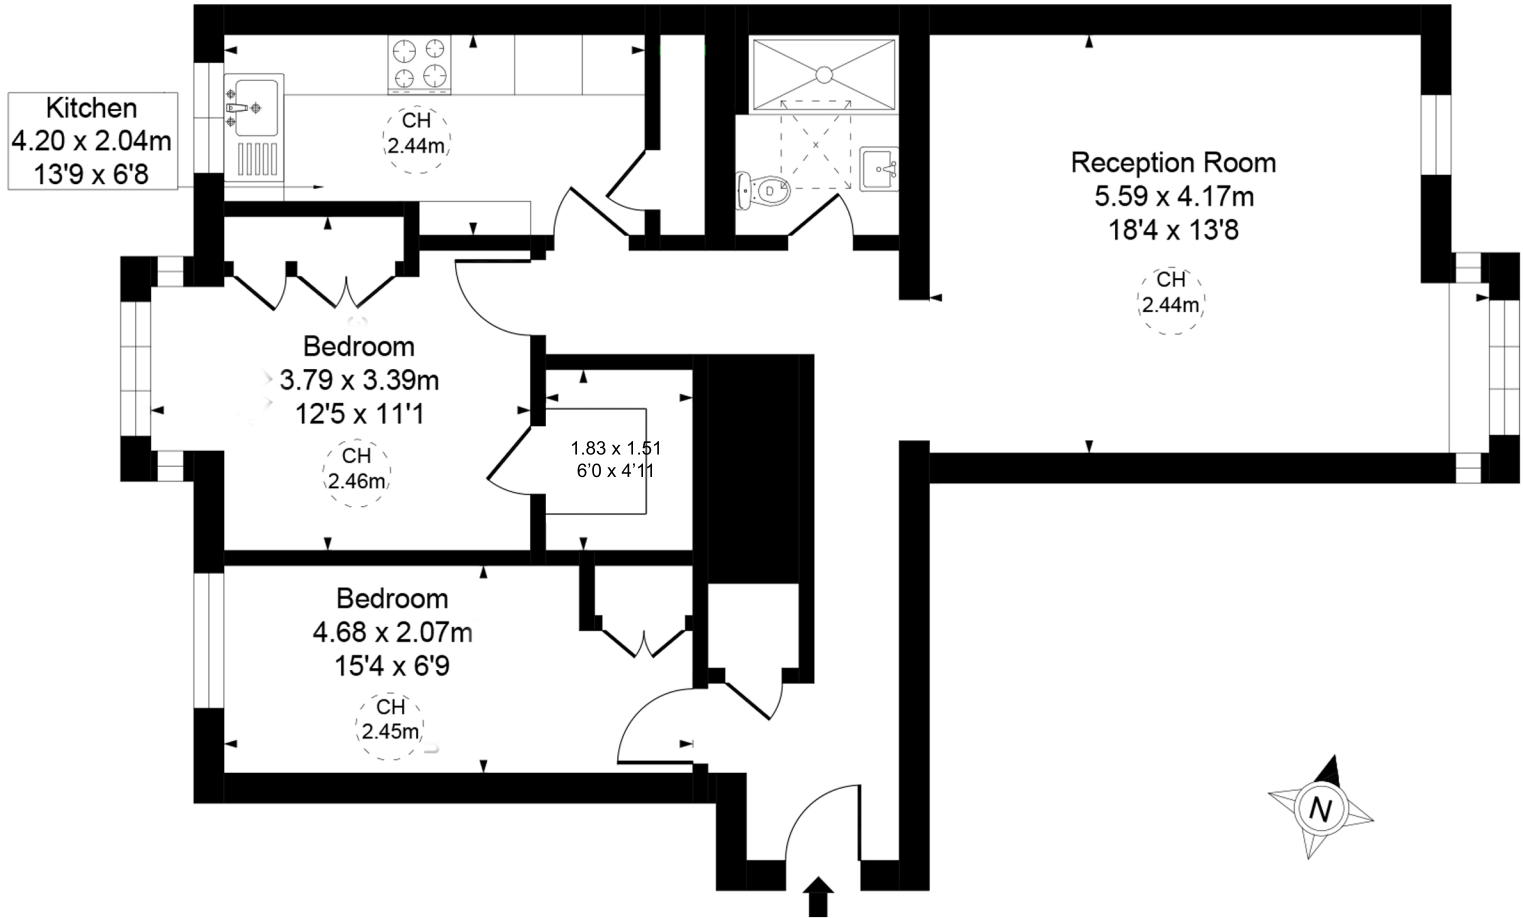 Kitchen
4.20 x 2.04m
13'9 x 6'8
CH
2.44m
Reception Room
5.59 x 4.17m
18'4 x 13'8
CH
2.44m
Bedroom
3.79 x 3.39m
12'5 x 11'1
CH
2.46m
1.83 x 1.51
6'0 x 4'11
Bedroom
4.68 x 2.07m
15'4 x 6'9
CH
2.45m
N